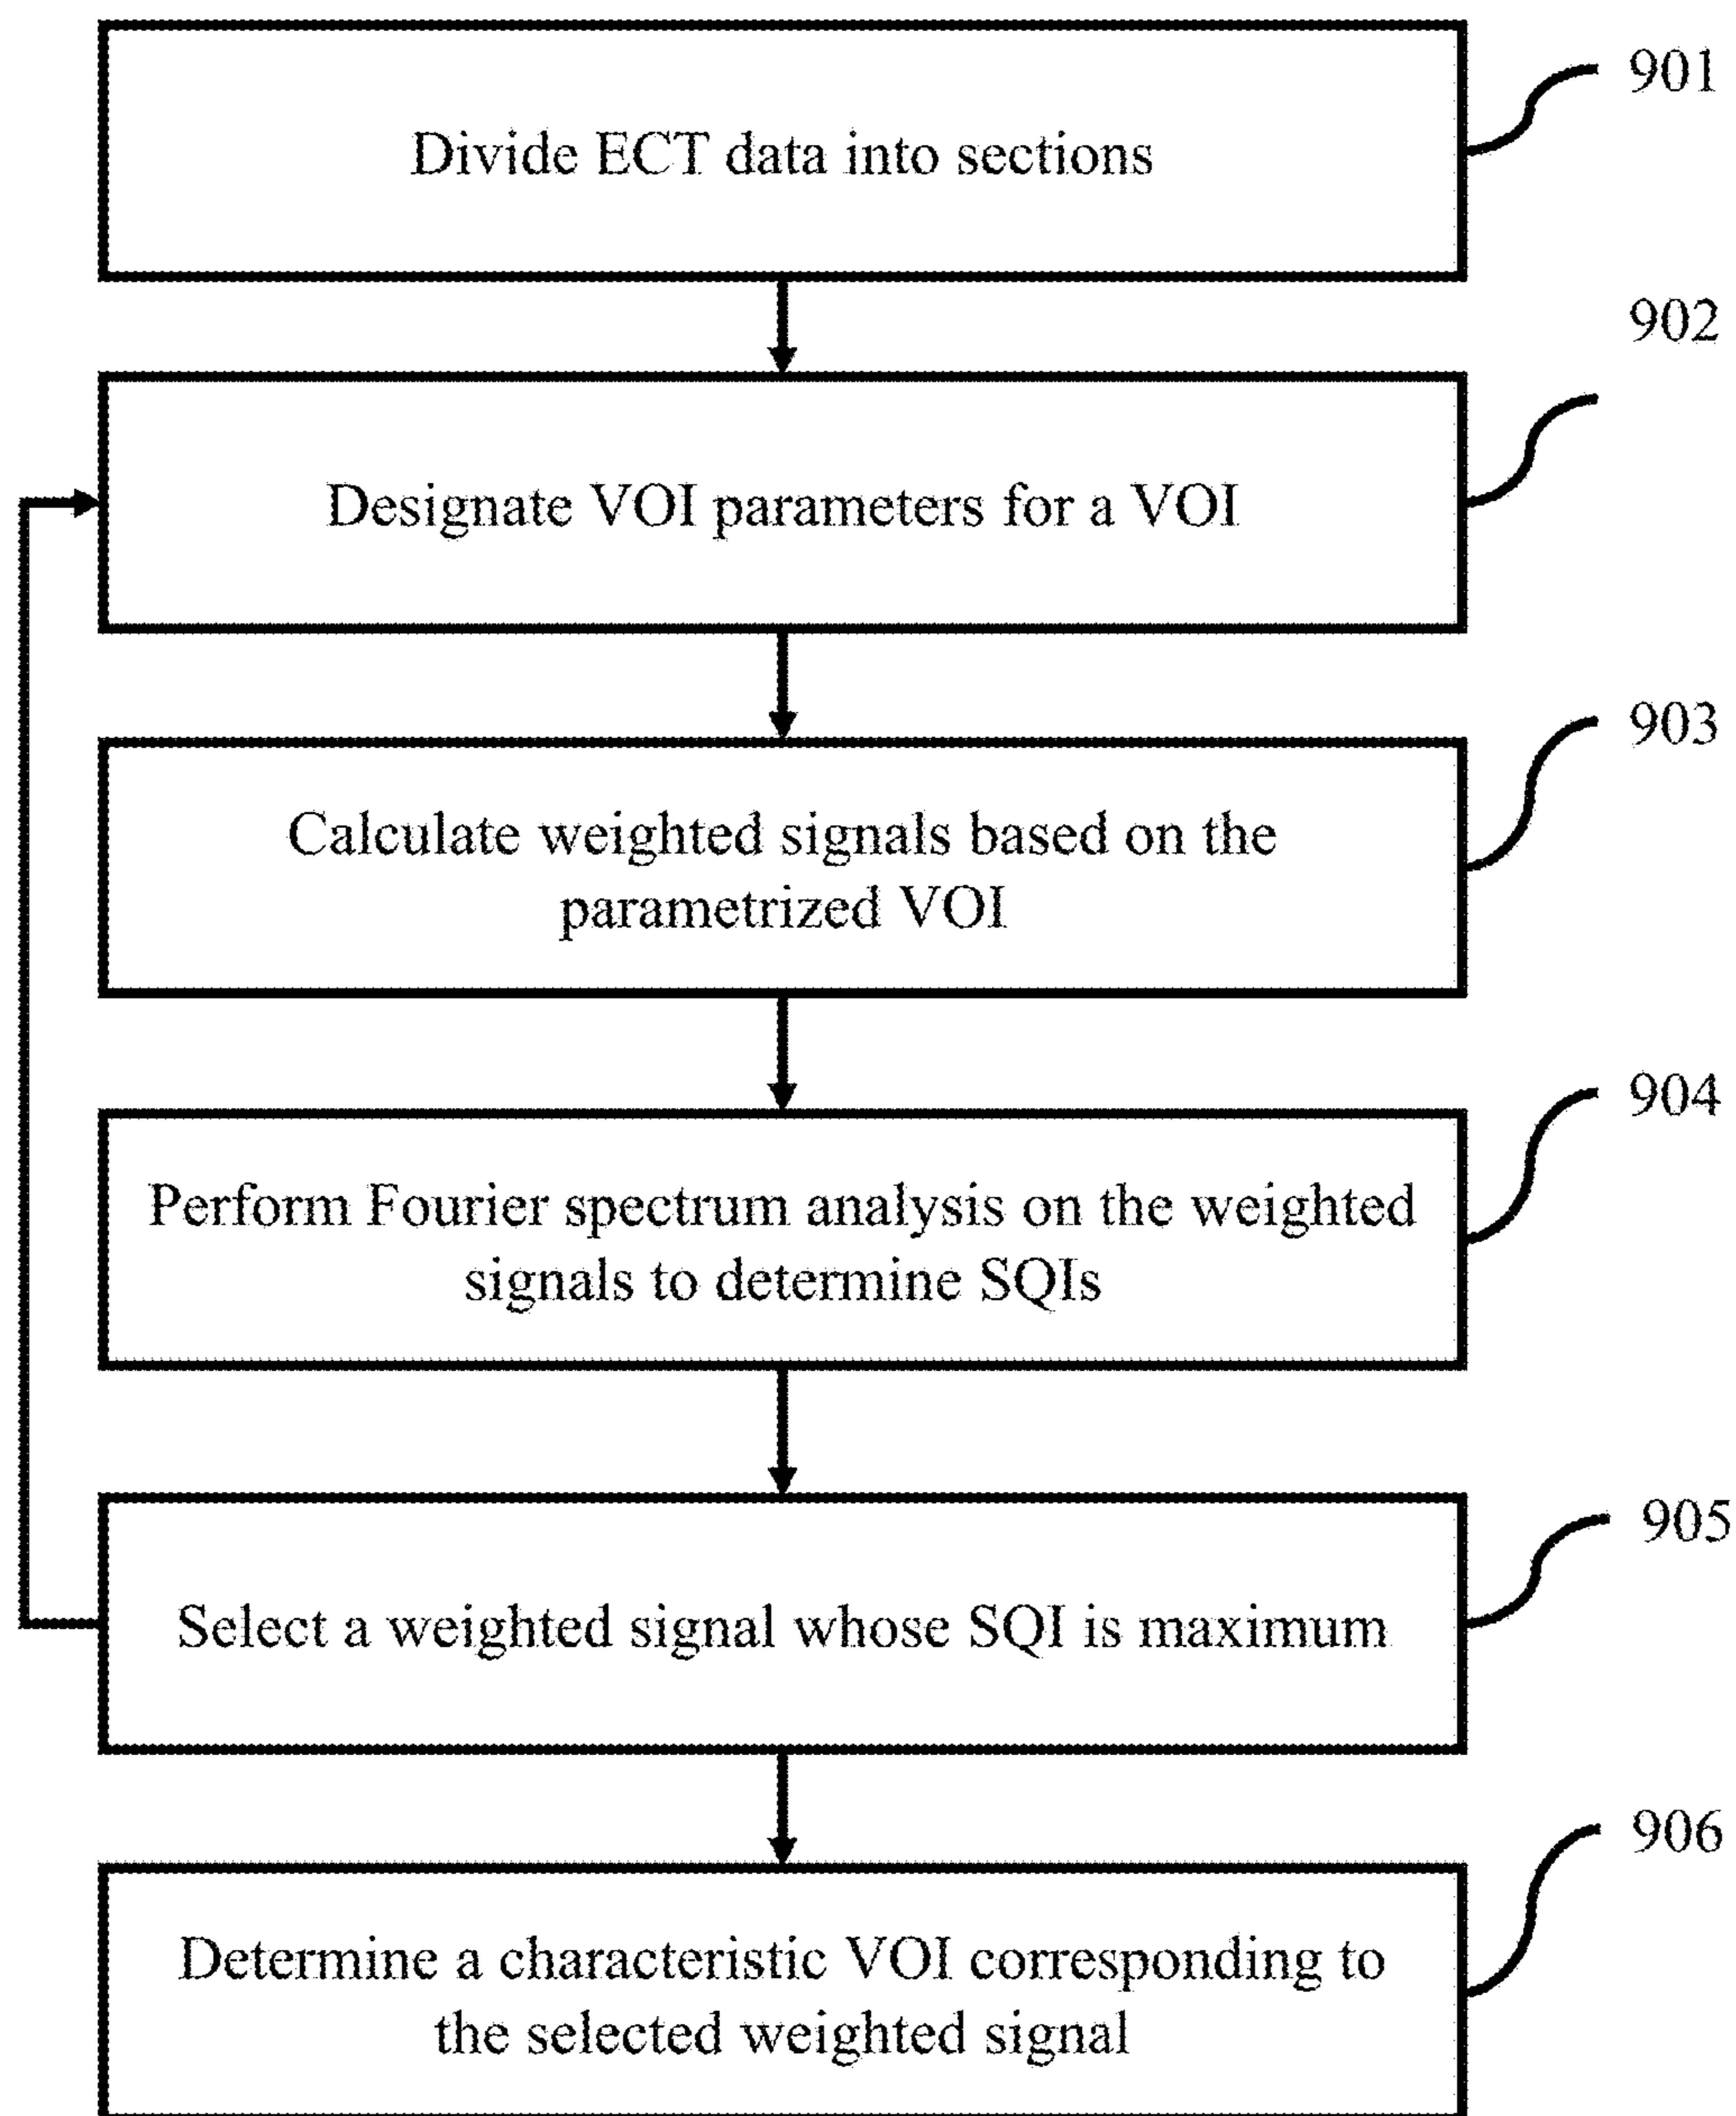 Divide ECT data into sections
901
902
Designate VOI parameters for a VOI
903
Calculate weighted signals based on the
parametrized VOI
904
Perform Fourier spectrum analysis on the weighted
signals to determine SQIs
905
Select a weighted signal whose SQI is maximum
906
Determine a characteristic VOI corresponding to
the selected weighted signal